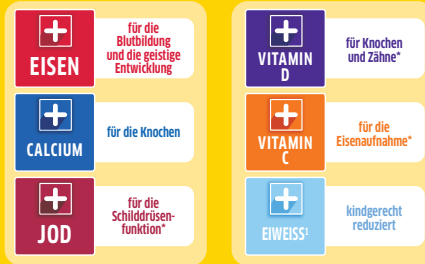 EISEN
für die
Blutbildung
und die geistige
Entwicklung
CALCIUM
für die Knochen
JOD
für die
Schilddrüsen-
funktion*
VITAMIN
D
für Knochen
und Zähne*
VITAMIN
C
für die
Eisenaufnahme*
EIWEISS¹
kindgerecht
reduziert